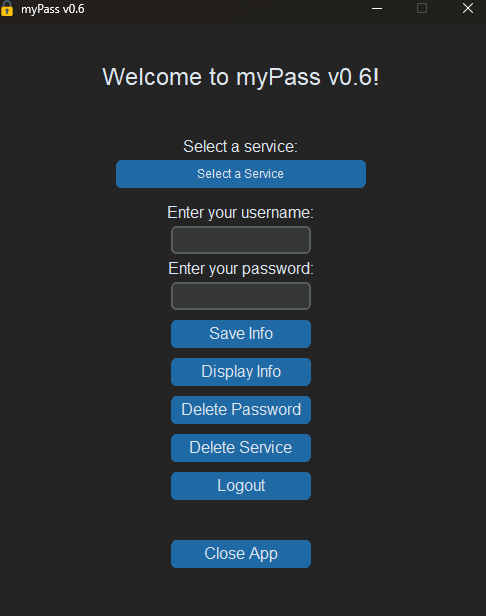 myPass v0.6
Welcome to myPass v0.6!
Select a service:
Select a Service
Enter your username:
Enter your password:
Save Info
Display Info
Delete Password
Delete Service
Logout
Close App